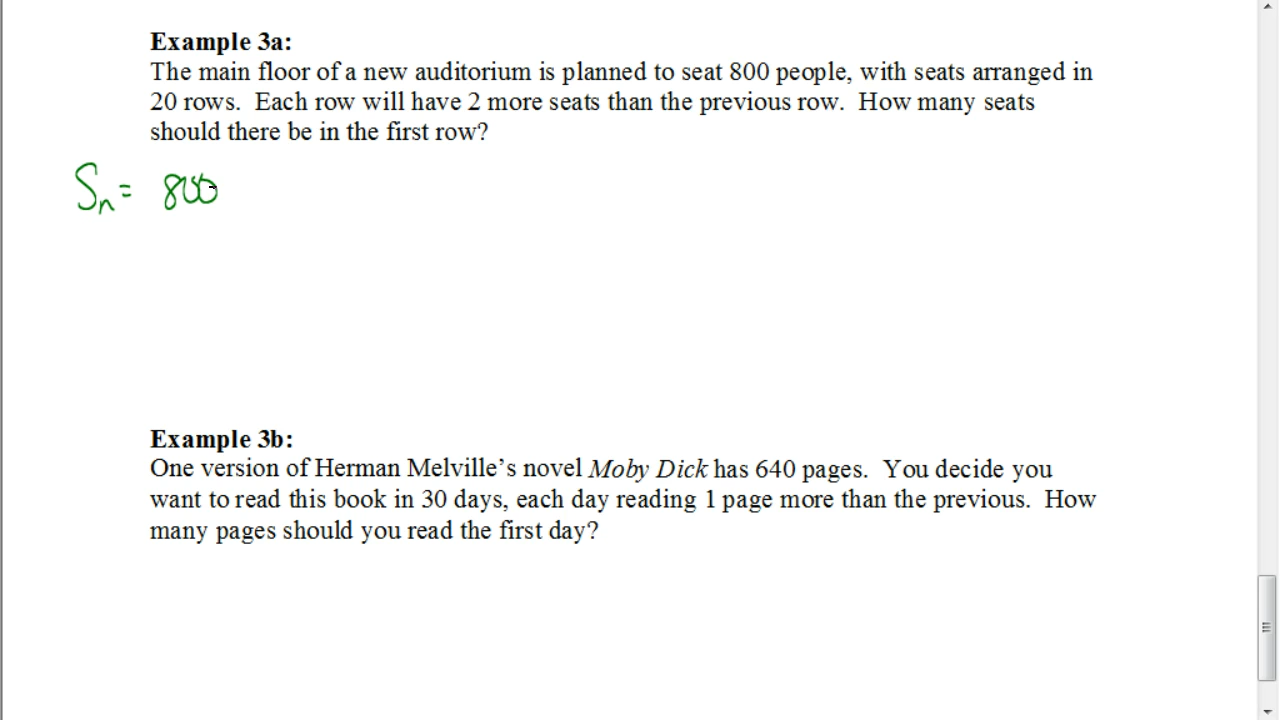 Example 3a:
The main floor of a new auditorium is planned to seat 800 people, with seats arranged in
20 rows.  Each row will have 2 more seats than the previous row.  How many seats
should there be in the first row?
Sn = 800
Example 3b:
One version of Herman Melville’s novel Moby Dick has 640 pages.  You decide you
want to read this book in 30 days, each day reading 1 page more than the previous.  How
many pages should you read the first day?